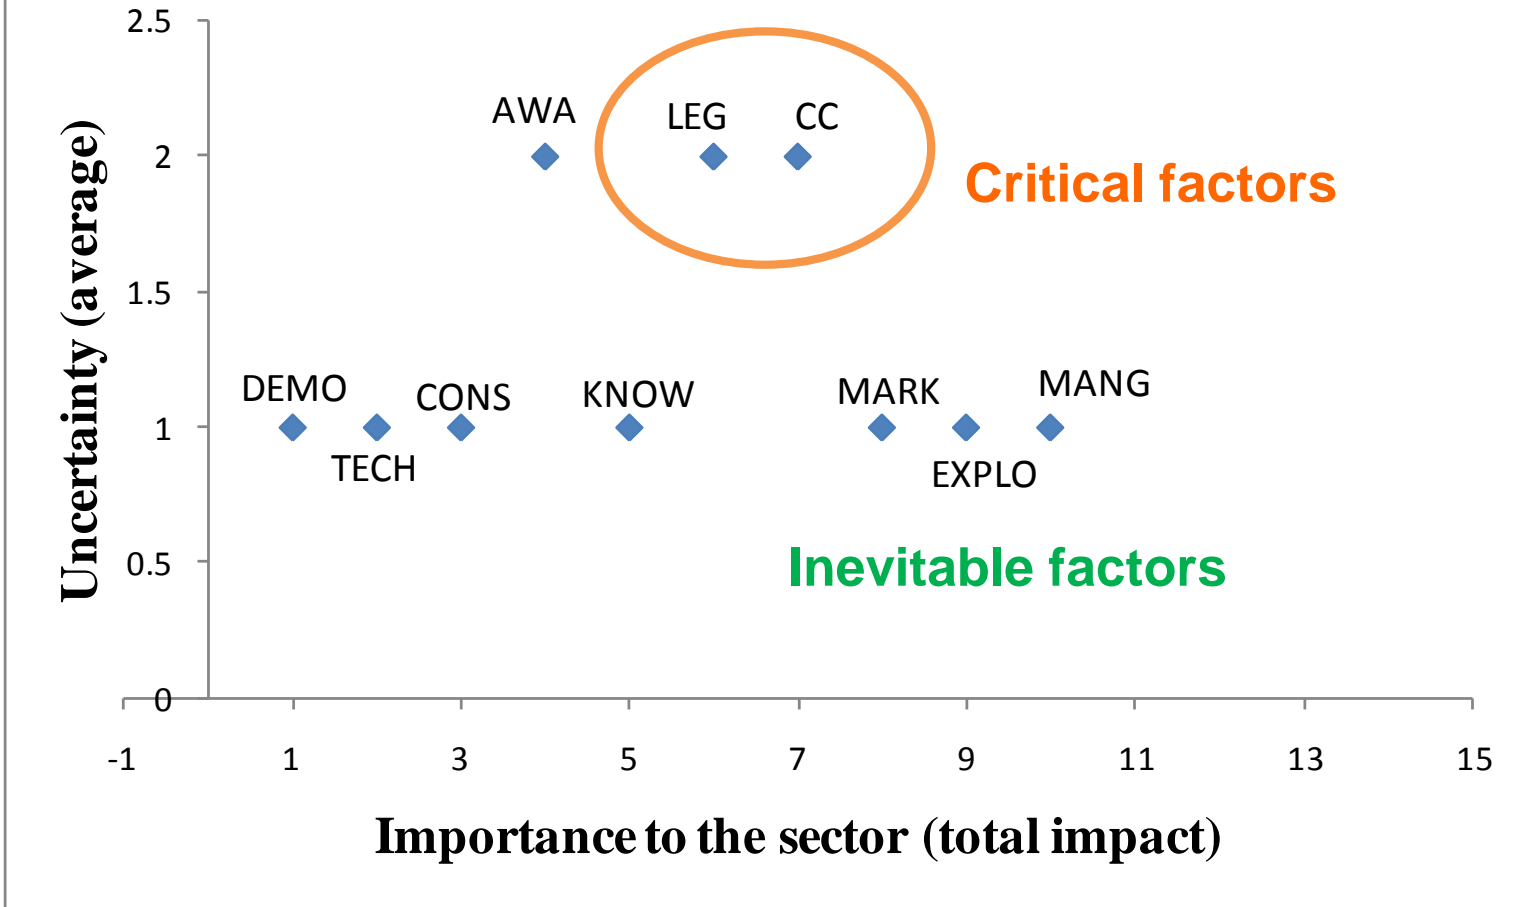 2.5
AWA
LEG
CC
2
Critical factors
1.5
DEMO
CONS
KNOW
MARK
MANG
1
TECH
EXPLO
0.5
Inevitable factors
0
-1
1
3
5
7
9
11
13
15
Uncertainty (average)
Importance to the sector (total impact)